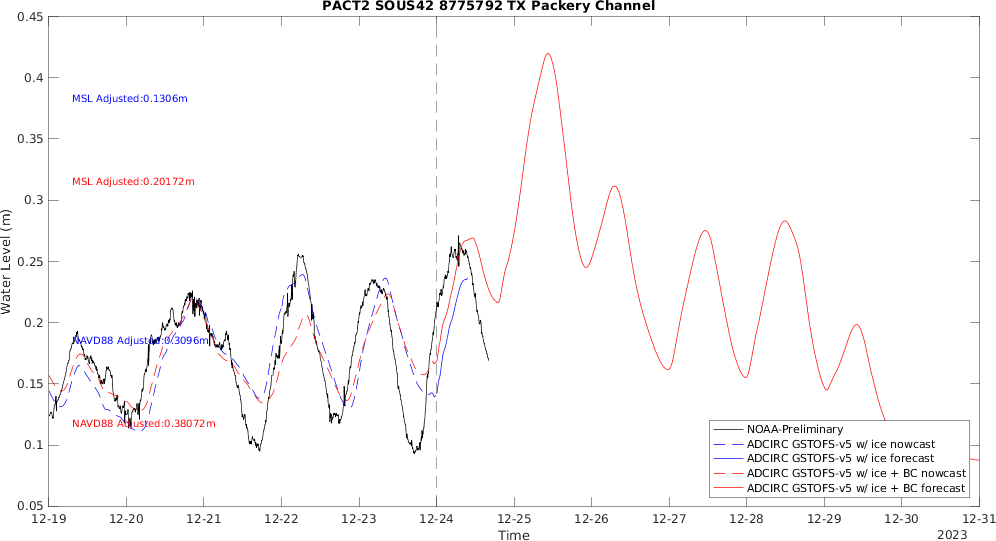 PACT2 SOUS42 8775792 TX Packery Channel
0.45
0.4
0.35
0.3
0.25
0.2
0.15
0.1
0.05
Water Level (m)
MSL Adjusted:0.1306m
MSL Adjusted:0.20172m
NAVD88 Adjusted:0.3096m
NAVD88 Adjusted:0.38072m
NOAA-Preliminary
ADCIRC GSTOFS-v5 w/ ice nowcast
ADCIRC GSTOFS-v5 w/ ice forecast
ADCIRC GSTOFS-v5 w/ ice + BC nowcast
ADCIRC GSTOFS-v5 w/ ice + BC forecast
12-19 12-20 12-21 12-22 12-23 12-24 12-25 12-26 12-27 12-28 12-29 12-30 12-31
Time
2023